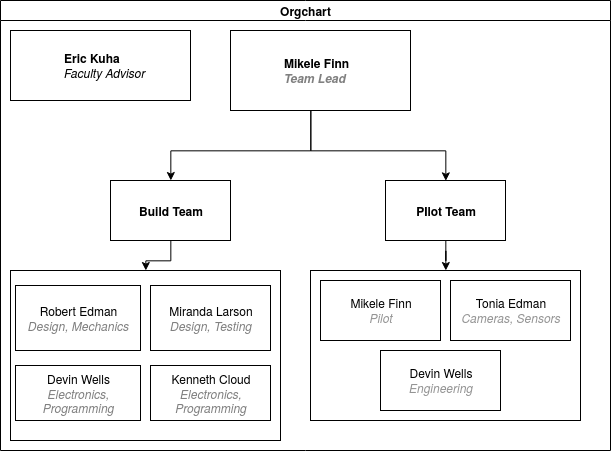 Orgchart
Eric Kuha
Faculty Advisor
Mikele Finn
Team Lead
Build Team
PIlot Team
Robert Edman
Design, Mechanics
Miranda Larson
Design, Testing
Devin Wells
Electronics,
Programming
Kenneth Cloud
Electronics,
Programming
Mikele Finn
Pilot
Tonia Edman
Cameras, Sensors
Devin Wells
Engineering